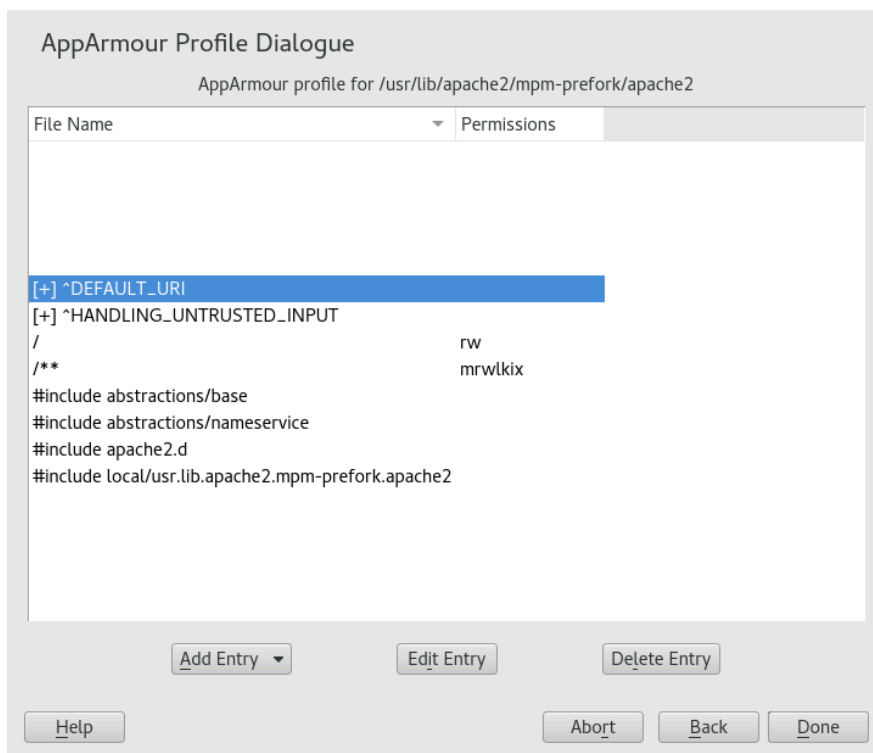 AppArmour Profile Dialogue
AppArmour profile for /usr/lib/apache2/mpm-prefork/apache2
File Name Permissions
[+] ^DEFAULT_URI
[+] ^HANDLING_UNTRUSTED_INPUT
/ rw
/** mrwlkix
#include abstractions/base
#include abstractions/nameservice
#include apache2.d
#include local/usr.lib.apache2.mpm-prefork.apache2
Add Entry Edit Entry Delete Entry
Help Abort Back Done